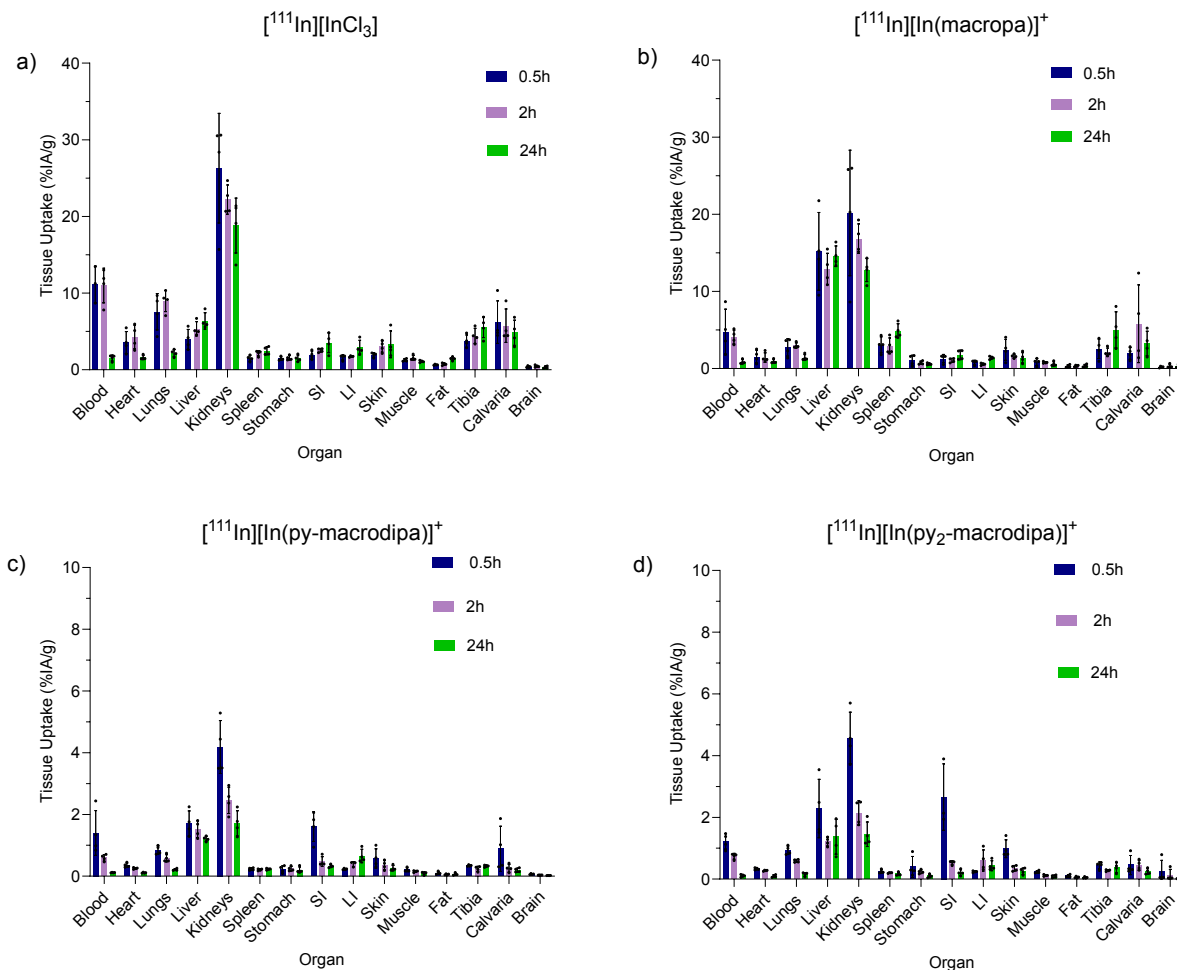 [¹¹¹In][InCl₃]
a)
40
30
20
10
0
Tissue Uptake (%IA/g)
0.5h
2h
24h
Blood
Heart
Lungs
Liver
Kidneys
Spleen
Stomach
SI
LI
Skin
Muscle
Fat
Tibia
Calvaria
Brain
Organ
[¹¹¹In][In(macropa)]⁺
b)
40
30
20
10
0
Tissue Uptake (%IA/g)
0.5h
2h
24h
Blood
Heart
Lungs
Liver
Kidneys
Spleen
Stomach
SI
LI
Skin
Muscle
Fat
Tibia
Calvaria
Brain
Organ
[¹¹¹In][In(py-macrodipa)]⁺
c)
10
8
6
4
2
0
Tissue Uptake (%IA/g)
0.5h
2h
24h
Blood
Heart
Lungs
Liver
Kidneys
Spleen
Stomach
SI
LI
Skin
Muscle
Fat
Tibia
Calvaria
Brain
Organ
[¹¹¹In][In(py₂-macrodipa)]⁺
d)
10
8
6
4
2
0
Tissue Uptake (%IA/g)
0.5h
2h
24h
Blood
Heart
Lungs
Liver
Kidneys
Spleen
Stomach
SI
LI
Skin
Muscle
Fat
Tibia
Calvaria
Brain
Organ